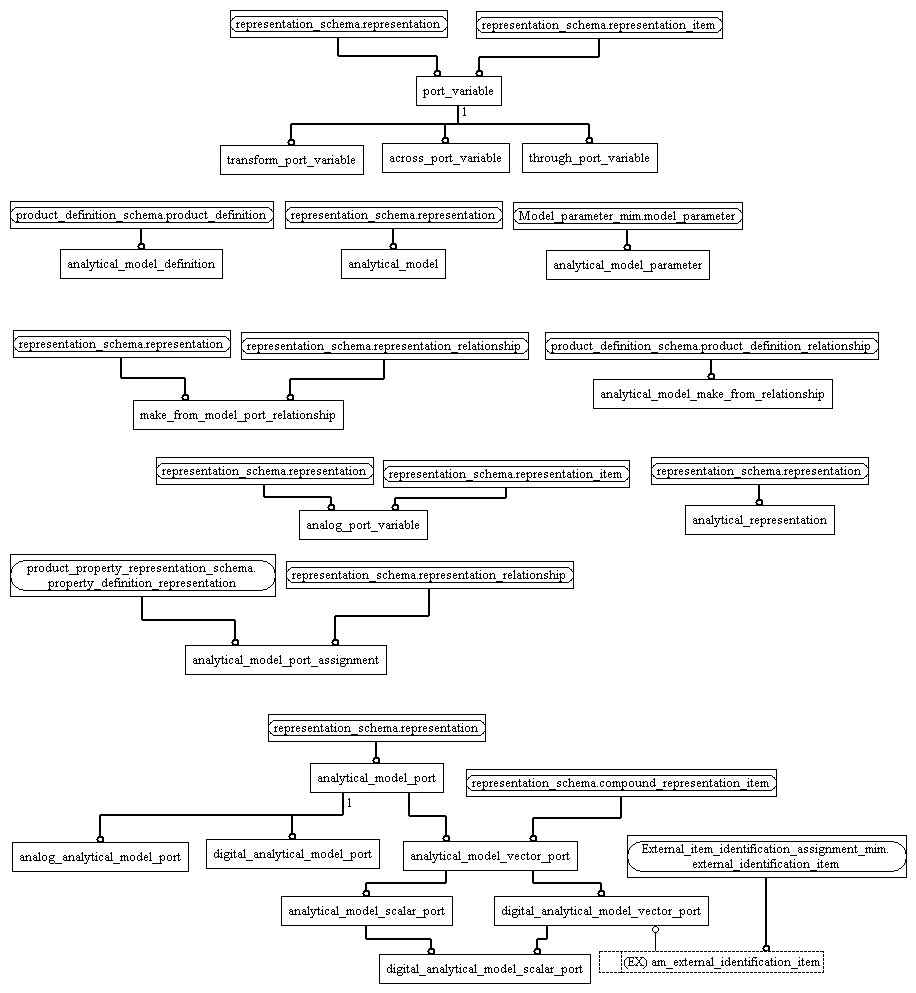 representation_schema.representation
representation_schema.representation_item
port_variable
1
transform_port_variable
across_port_variable
through_port_variable
product_definition_schema.product_definition
representation_schema.representation
Model_parameter_mim.model_parameter
analytical_model_definition
analytical_model
analytical_model_parameter
representation_schema.representation
representation_schema.representation_relationship
product_definition_schema.product_definition_relationship
make_from_model_port_relationship
analytical_model_make_from_relationship
representation_schema.representation
representation_schema.representation_item
representation_schema.representation
analog_port_variable
analytical_representation
product_property_representation_schema.
property_definition_representation
representation_schema.representation_relationship
analytical_model_port_assignment
representation_schema.representation
analytical_model_port
representation_schema.compound_representation_item
1
analog_analytical_model_port
digital_analytical_model_port
analytical_model_vector_port
External_item_identification_assignment_mim.
external_identification_item
analytical_model_scalar_port
digital_analytical_model_vector_port
digital_analytical_model_scalar_port
(EX) am_external_identification_item